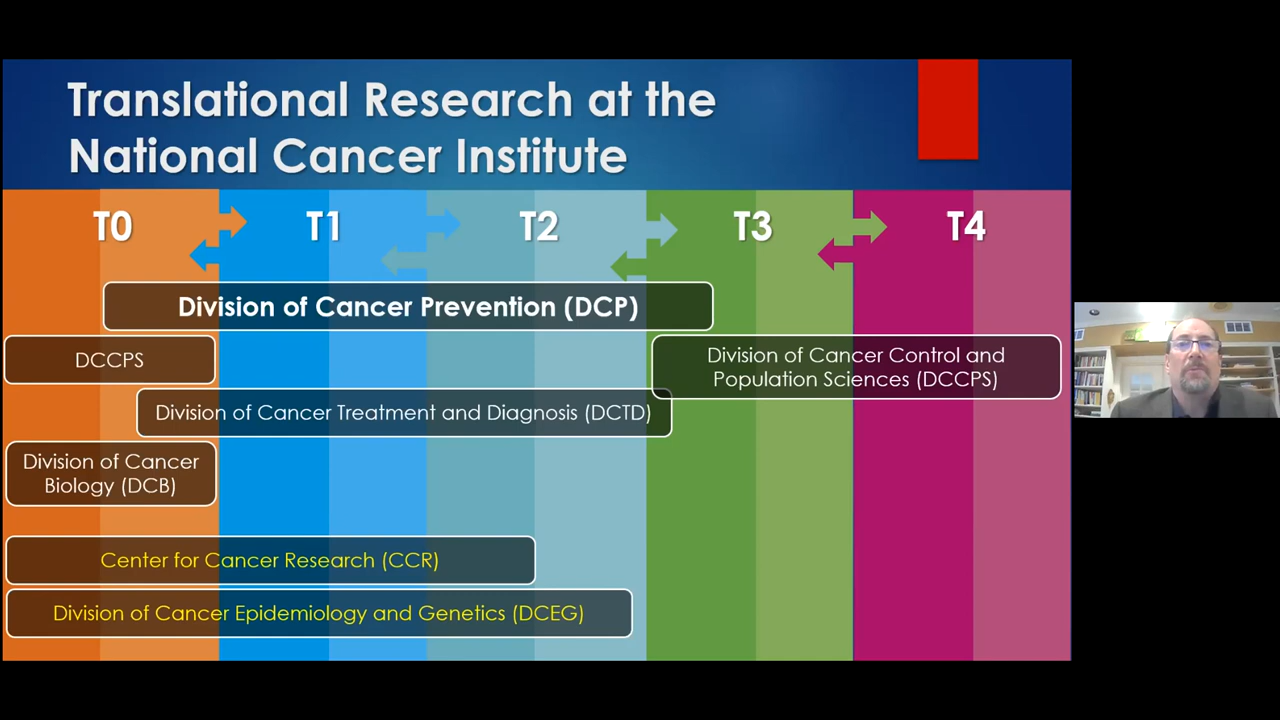 Translational Research at the
National Cancer Institute
T0
T1
T2
T3
T4
Division of Cancer Prevention (DCP)
DCCPS
Division of Cancer Control and
Population Sciences (DCCPS)
Division of Cancer Treatment and Diagnosis (DCTD)
Division of Cancer
Biology (DCB)
Center for Cancer Research (CCR)
Division of Cancer Epidemiology and Genetics (DCEG)